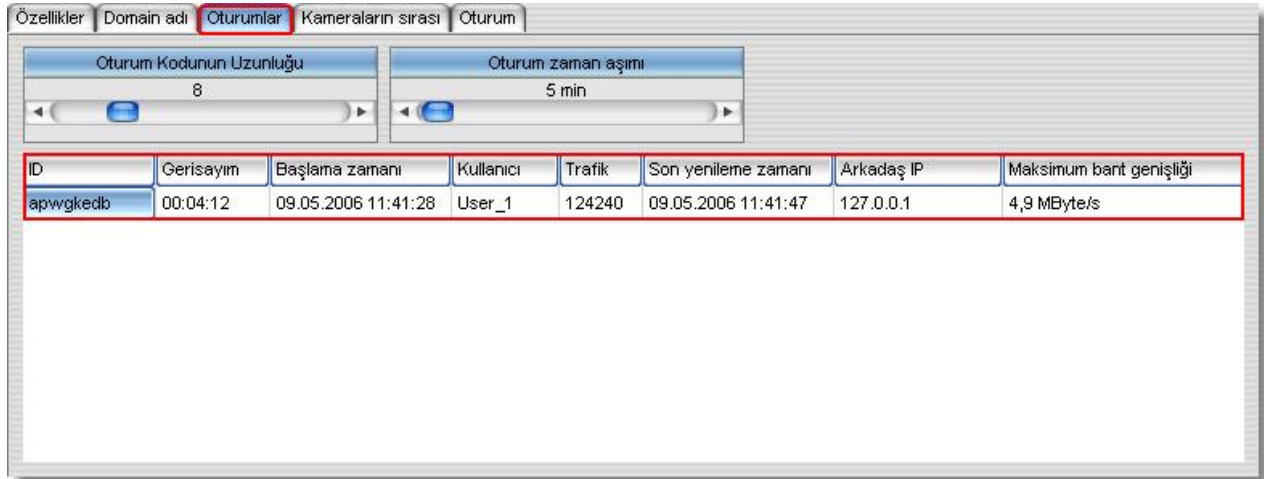 Özellikler Domain adı Oturumlar Kameraların sırası Oturum
Oturum Kodunun Uzunluğu Oturum zaman aşımı
8 5 min
ID Gerisayım Başlama zamanı Kullanıcı Trafik Son yenileme zamanı Arkadaş IP Maksimum bant genişliği
apwgkedb 00:04:12 09.05.2006 11:41:28 User_1 124240 09.05.2006 11:41:47 127.0.0.1 4,9 MByte/s